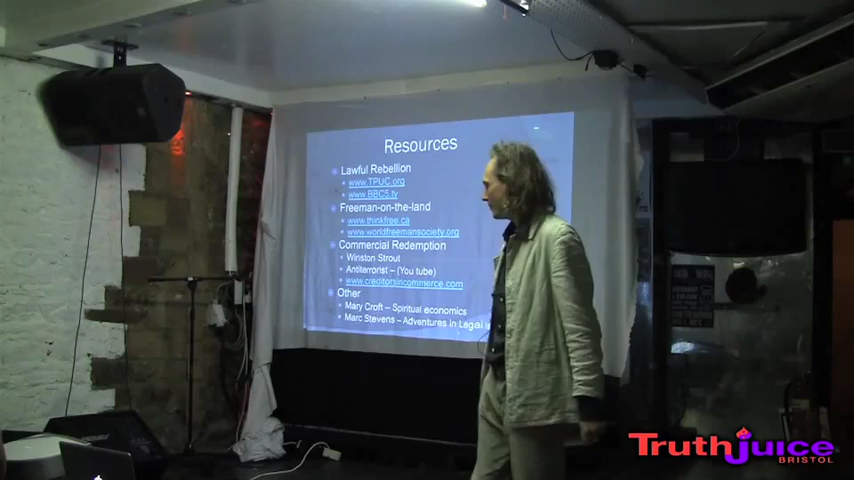 Resources
Lawful Rebellion
www.TPUC.org
www.BBC5.tv
Freeman-on-the-land
www.thinkfree.ca
www.worldfreemansociety.org
Commercial Redemption
Winston Strout
Antiterrorist – (You tube)
www.creditorsincommerce.com
Other
Mary Croft – Spiritual economics
Marc Stevens – Adventures in Legal
Truthjuice
BRISTOL